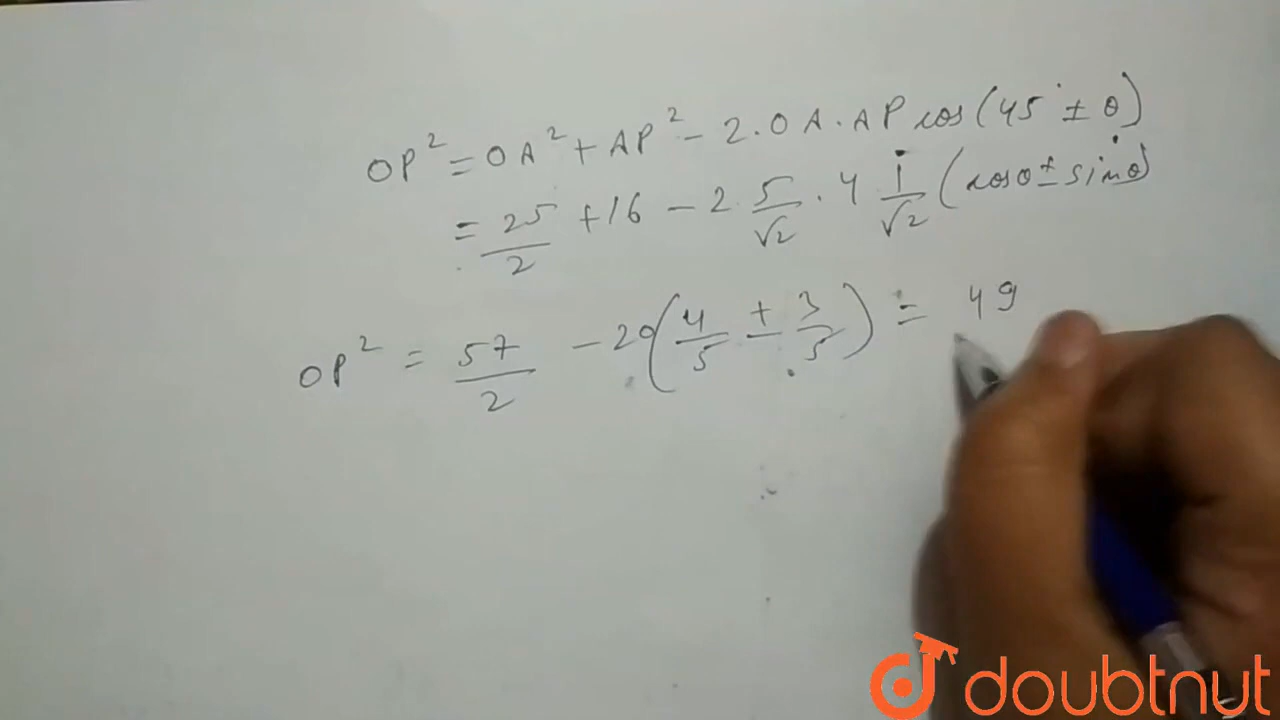 OP² = OA² + AP² - 2.OA.AP cos(45° ± θ)
= 25/2 + 16 - 2 5/√2 . 4 1/√2 (cosθ ± sinθ)
OP² = 57/2 - 20(4/5 ± 3/5) = 49
doubtnut